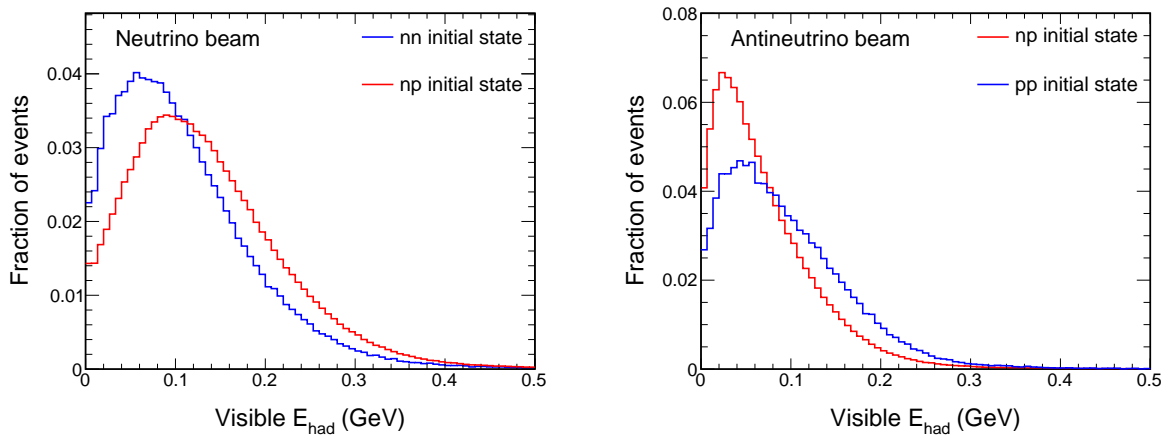 Neutrino beam
nn initial state
np initial state
0.04
0.03
0.02
0.01
0
Fraction of events
0 0.1 0.2 0.3 0.4 0.5
Visible E_had (GeV)
Antineutrino beam
np initial state
pp initial state
0.08
0.06
0.04
0.02
0
Fraction of events
0 0.1 0.2 0.3 0.4 0.5
Visible E_had (GeV)